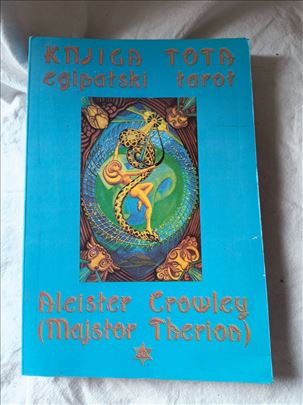 KNJIGA TOTA
egipatski tarot
Aleister Crowley
(Majstor Therion)